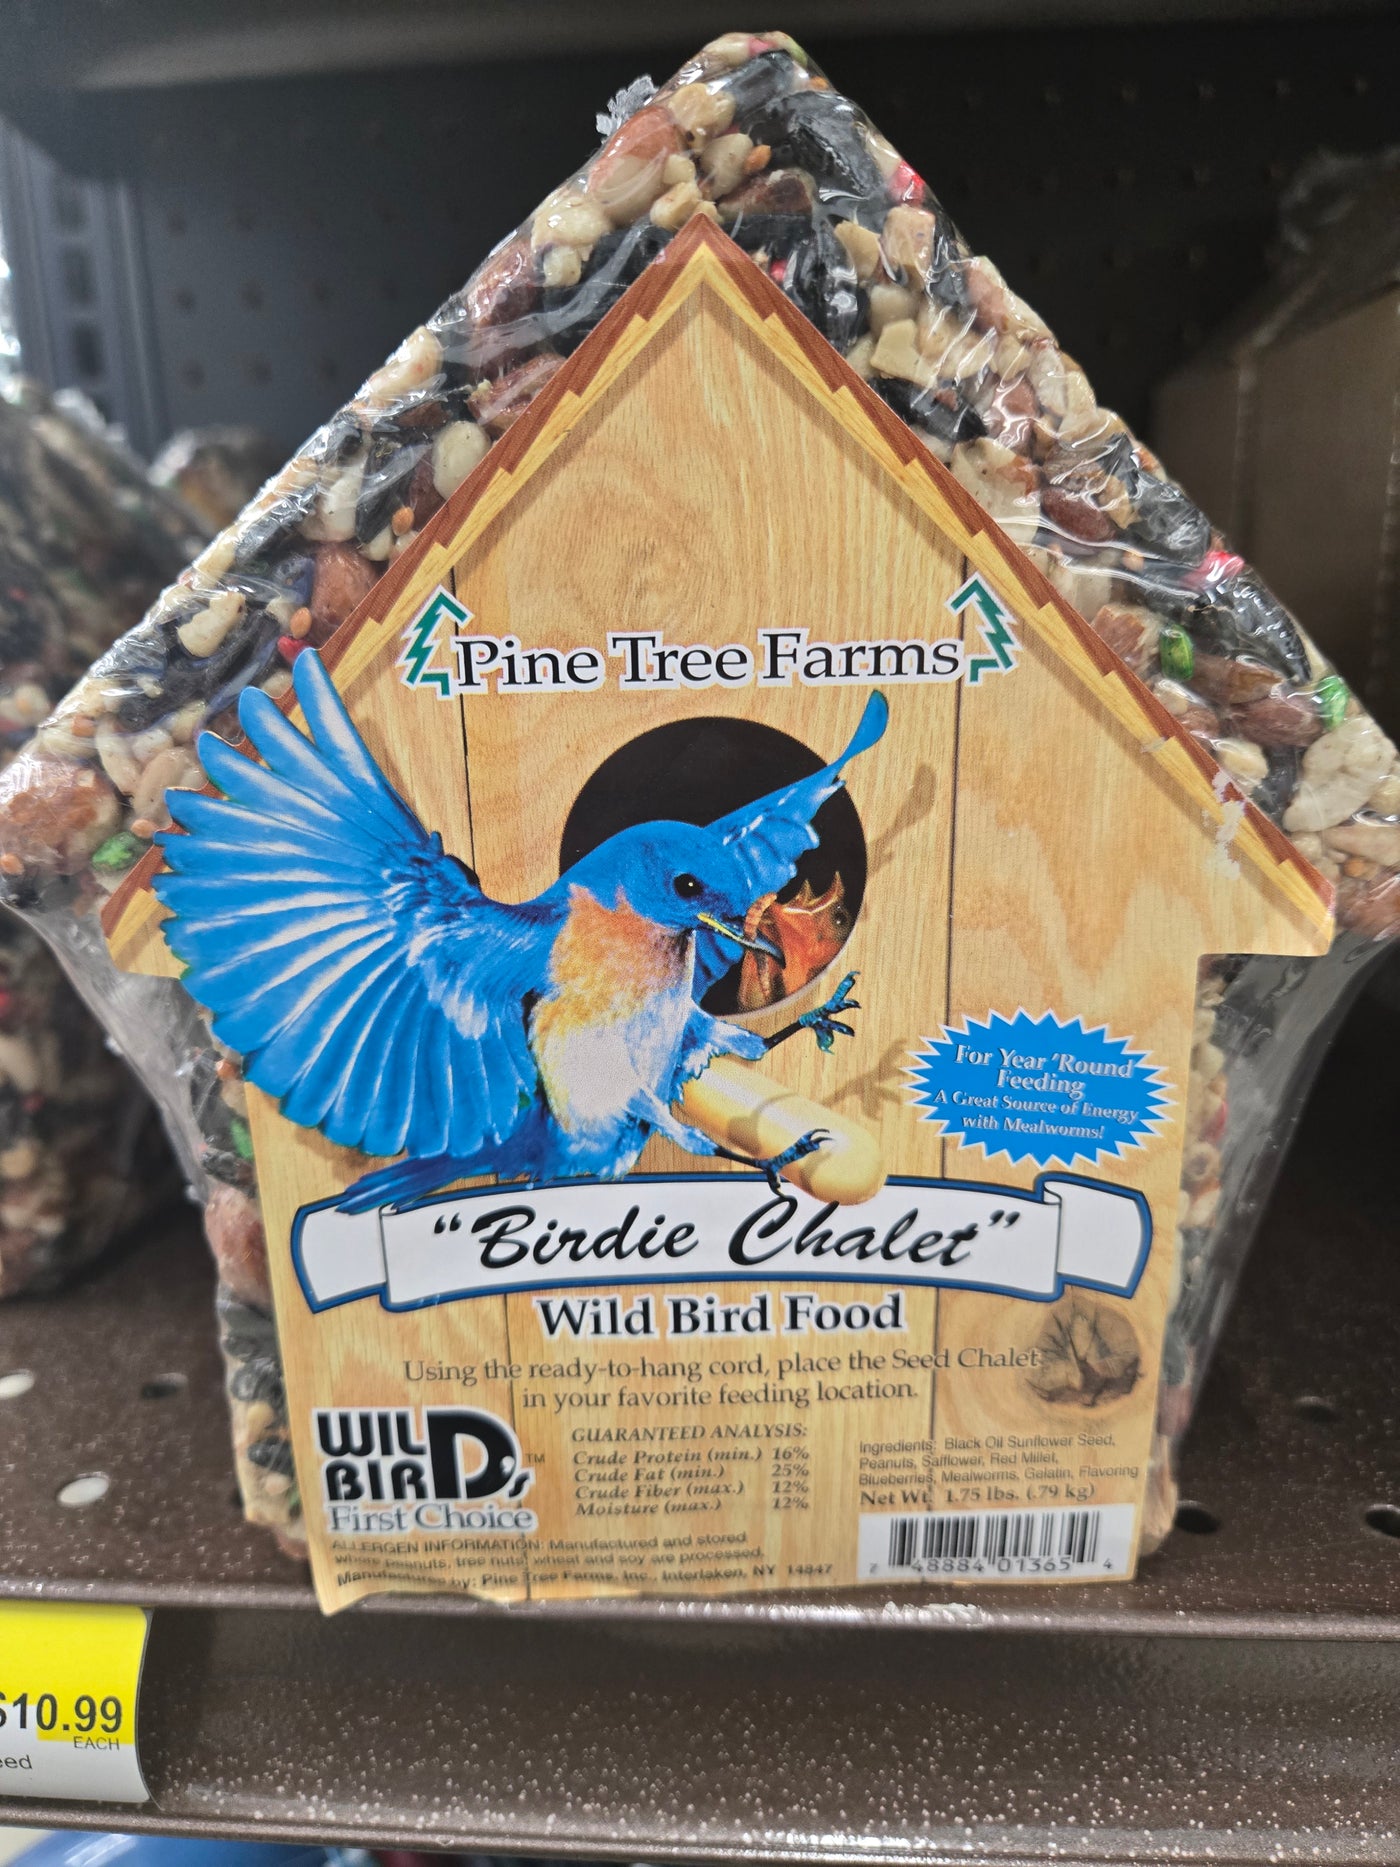 Pine Tree Farms
For Year 'Round
Feeding
A Great Source of Energy
with Mealworms!
"Birdie Chalet"
Wild Bird Food
Using the ready-to-hang cord, place the Seed Chalet
in your favorite feeding location.
WILD
BIRDs™
First Choice
GUARANTEED ANALYSIS:
Crude Protein (min.) 16%
Crude Fat (min.) 25%
Crude Fiber (max.) 12%
Moisture (max.) 12%
Ingredients: Black Oil Sunflower Seed,
Peanuts, Safflower, Red Millet,
Blueberries, Mealworms, Gelatin, Flavoring
Net Wt. 1.75 lbs. (.79 kg)
ALLERGEN INFORMATION: Manufactured and stored
where peanuts, tree nuts, wheat and soy are processed.
Manufactured by: Pine Tree Farms, Inc., Interlaken, NY 14847
7 48884 01365 4
$10.99
EACH